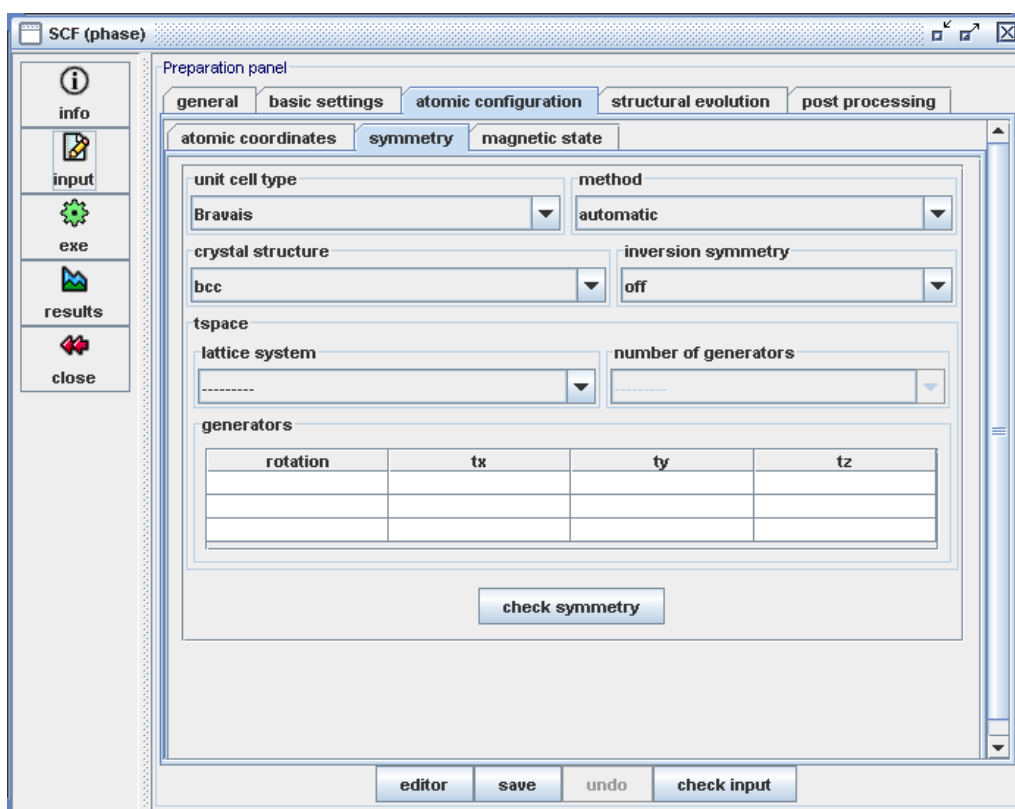 SCF (phase)
Preparation panel
info
input
exe
results
close
general basic settings atomic configuration structural evolution post processing
atomic coordinates symmetry magnetic state
unit cell type method
Bravais automatic
crystal structure inversion symmetry
bcc off
tspace
lattice system number of generators
--------- ---------
generators
rotation tx ty tz
check symmetry
editor save undo check input